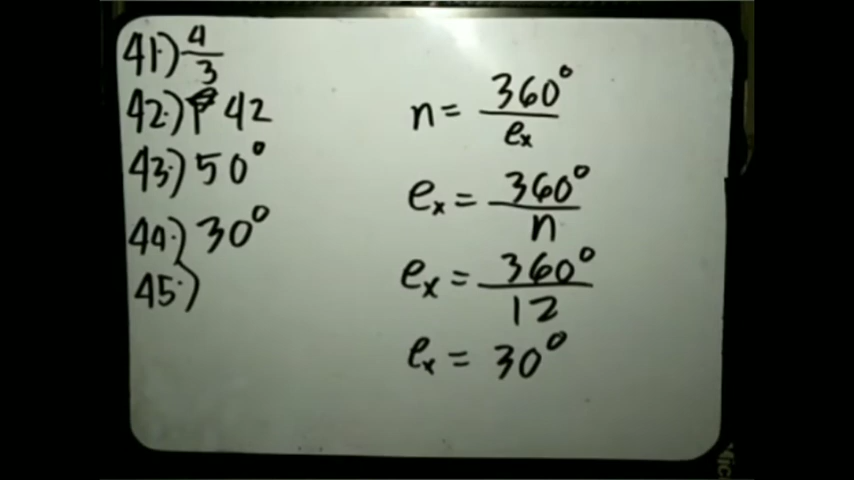 41.) 4/3
42.) ₱ 42
43.) 50°
44.) 30°
45.)
n = 360°/eₓ
eₓ = 360°/n
eₓ = 360°/12
eₓ = 30°